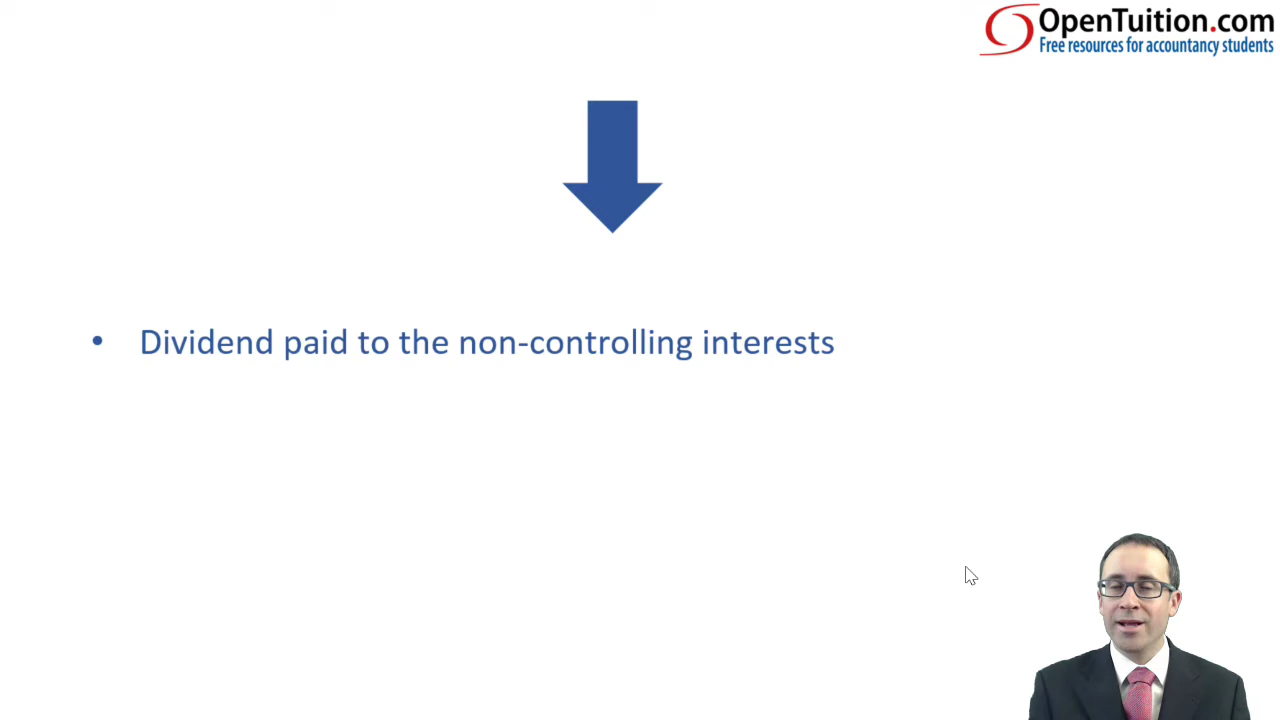 OpenTuition.com
Free resources for accountancy students
• Dividend paid to the non-controlling interests